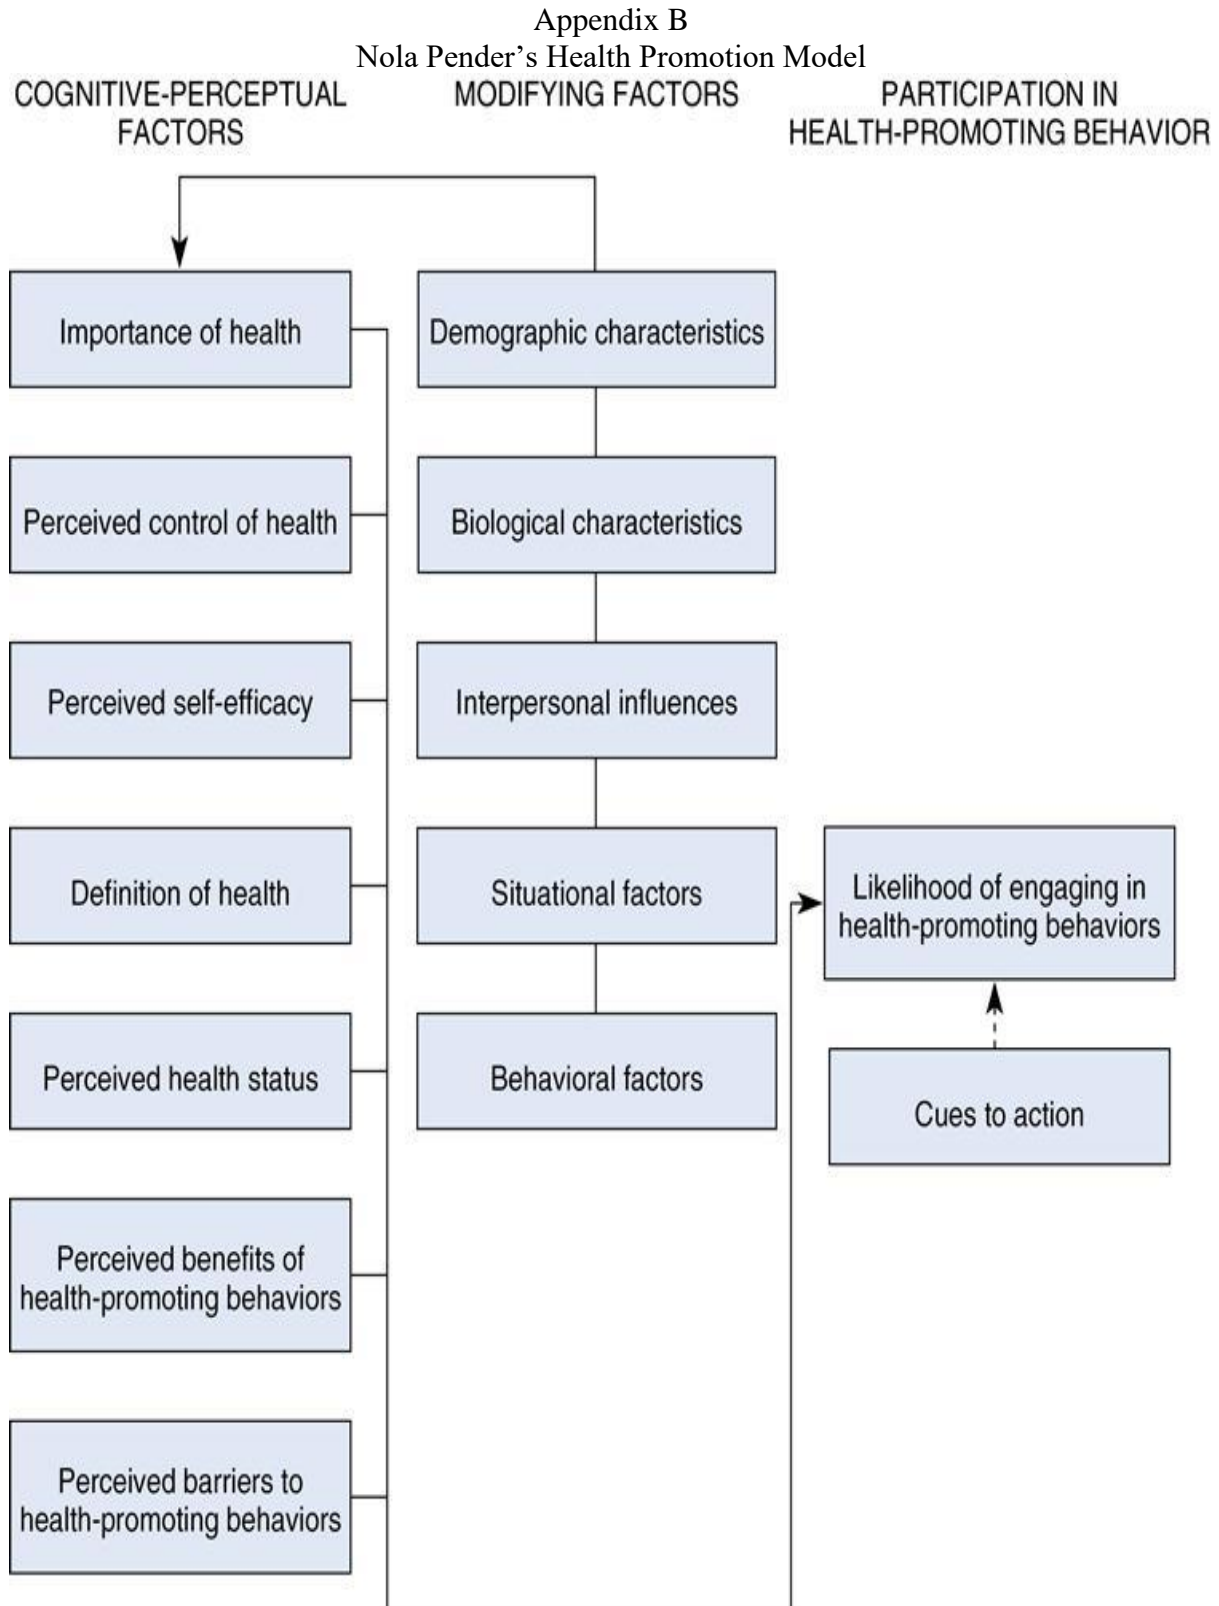 Appendix B
Nola Pender’s Health Promotion Model
COGNITIVE-PERCEPTUAL
FACTORS
MODIFYING FACTORS
PARTICIPATION IN
HEALTH-PROMOTING BEHAVIOR
Importance of health
Perceived control of health
Perceived self-efficacy
Definition of health
Perceived health status
Perceived benefits of
health-promoting behaviors
Perceived barriers to
health-promoting behaviors
Demographic characteristics
Biological characteristics
Interpersonal influences
Situational factors
Behavioral factors
Likelihood of engaging in
health-promoting behaviors
Cues to action